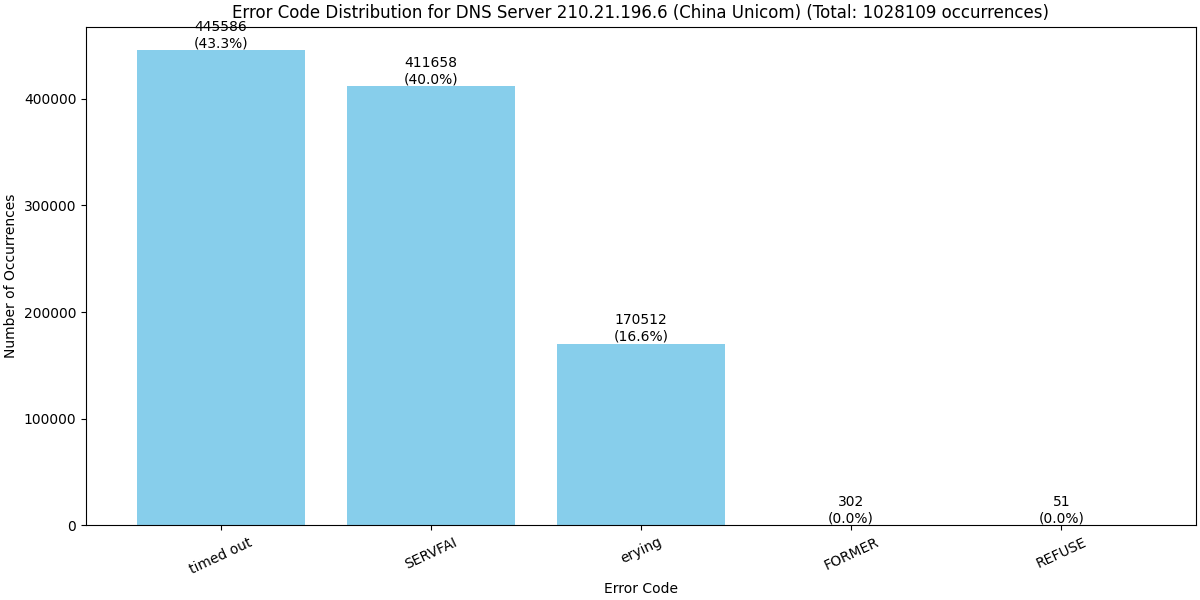 Error Code Distribution for DNS Server 210.21.196.6 (China Unicom) (Total: 1028109 occurrences)
445586
(43.3%)
411658
(40.0%)
170512
(16.6%)
302
(0.0%)
51
(0.0%)
Number of Occurrences
400000
300000
200000
100000
0
timed out
SERVFAI
erying
FORMER
REFUSE
Error Code